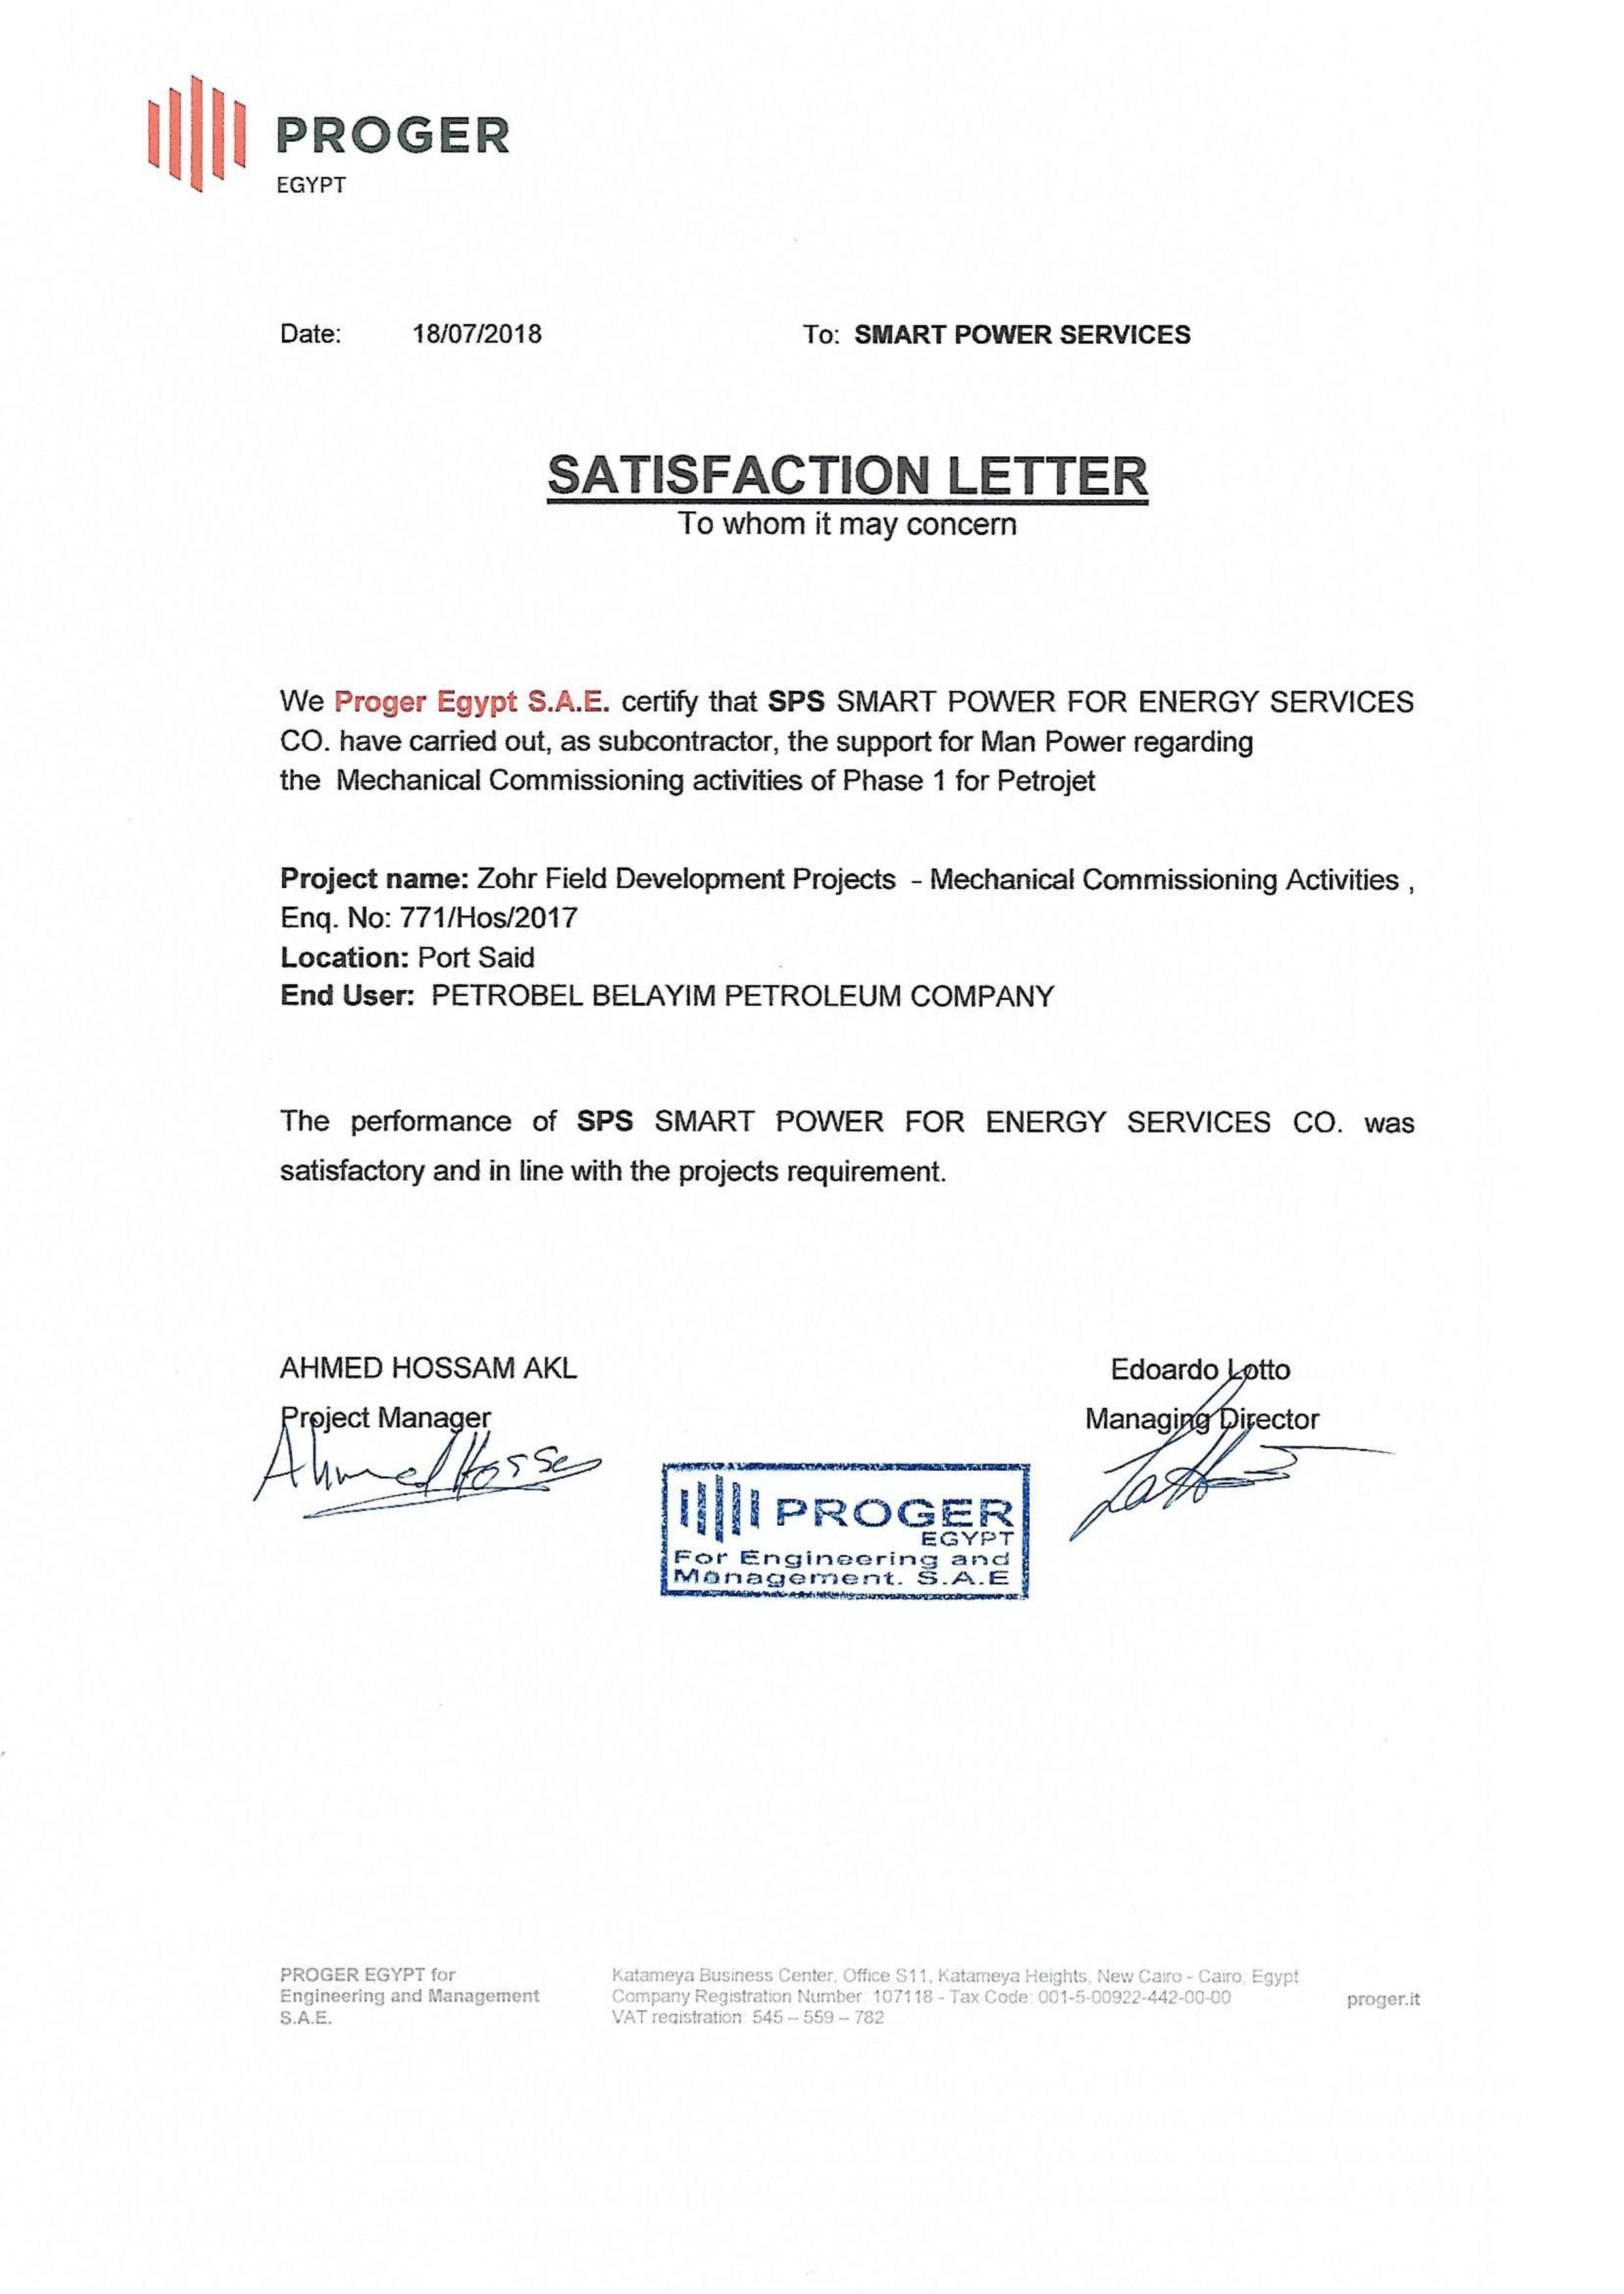 PROGER
EGYPT
Date: 18/07/2018 To: SMART POWER SERVICES
SATISFACTION LETTER
To whom it may concern
We Proger Egypt S.A.E. certify that SPS SMART POWER FOR ENERGY SERVICES
CO. have carried out, as subcontractor, the support for Man Power regarding
the Mechanical Commissioning activities of Phase 1 for Petrojet
Project name: Zohr Field Development Projects - Mechanical Commissioning Activities ,
Enq. No: 771/Hos/2017
Location: Port Said
End User: PETROBEL BELAYIM PETROLEUM COMPANY
The performance of SPS SMART POWER FOR ENERGY SERVICES CO. was
satisfactory and in line with the projects requirement.
AHMED HOSSAM AKL Edoardo Lotto
Project Manager Managing Director
Ahmed
PROGER
EGYPT
For Engineering and
Management. S.A.E
PROGER EGYPT for
Engineering and Management
S.A.E.
Katameya Business Center, Office S11, Katameya Heights, New Cairo - Cairo, Egypt
Company Registration Number: 107118 - Tax Code: 001-5-00922-442-00-00
VAT registration: 545 – 559 – 782
proger.it